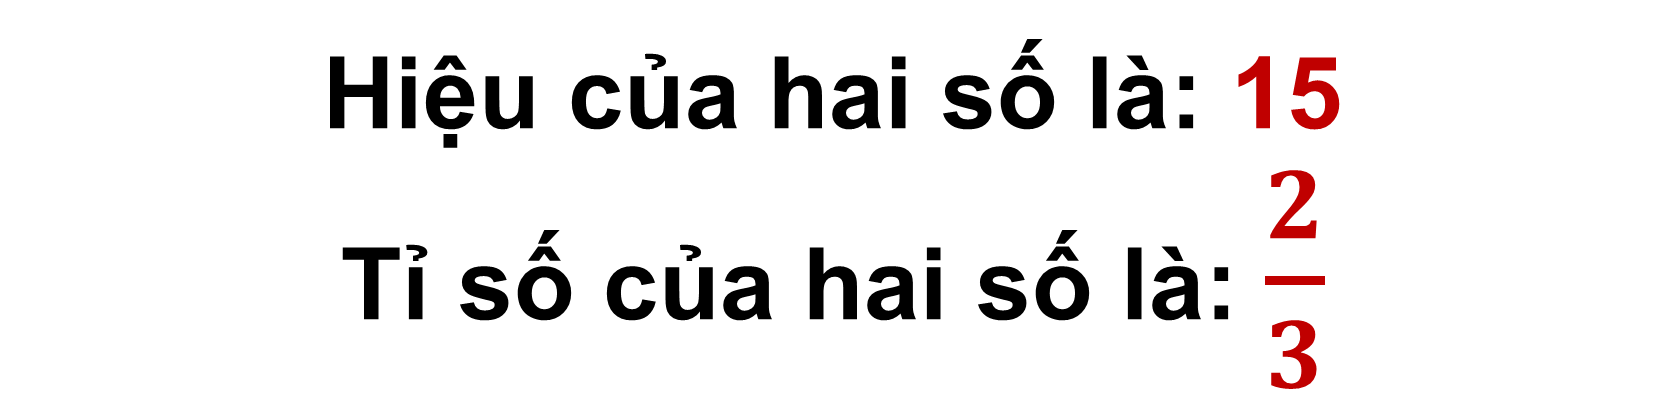 Hiệu của hai số là: 15
Tỉ số của hai số là: 2/3